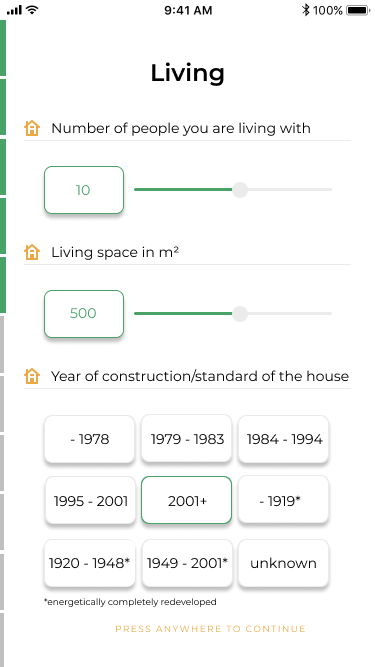 9:41 AM 100%
Living
Number of people you are living with
10
Living space in m²
500
Year of construction/standard of the house
- 1978 1979 - 1983 1984 - 1994
1995 - 2001 2001+ - 1919*
1920 - 1948* 1949 - 2001* unknown
*energetically completely redeveloped
PRESS ANYWHERE TO CONTINUE